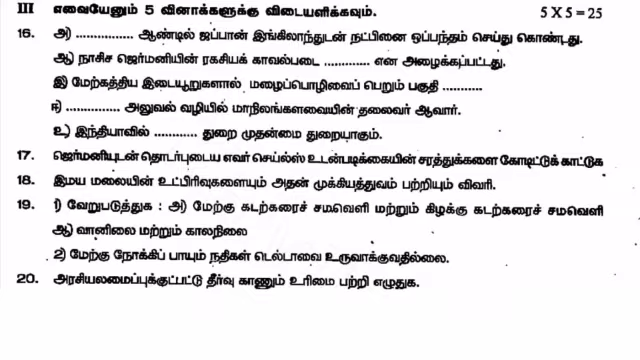 III எவையேனும் 5 வினாக்களுக்கு விடையளிக்கவும். 5 X 5 = 25
16. அ) ............... ஆண்டில் ஜப்பான் இங்கிலாந்துடன் நட்பினை ஒப்பந்தம் செய்து கொண்டது.
ஆ) நாசிச ஜெர்மனியின் ரகசியக் காவல்படை ............. என அழைக்கப்பட்டது.
இ) மேற்கத்திய இடையூறுகளால் மழைப்பொழிவைப் பெறும் பகுதி ...........
ஈ) ............... அனுவல் வழியில் மாநிலங்களவையின் தலைவர் ஆவார்.
உ) இந்தியாவில் ............ துறை முதன்மை துறையாகும்.
17. ஜெர்மனியுடன் தொடர்புடைய எவர் செய்ல்ஸ் உடன்படிக்கையின் சரத்துக்களை கோடிட்டுக் காட்டுக
18. இமய மலையின் உட்பிரிவுகளையும் அதன் முக்கியத்துவம் பற்றியும் விவரி.
19. 1) வேறுபடுத்துக : அ) மேற்கு கடற்கரைச் சமவெளி மற்றும் கிழக்கு கடற்கரைச் சமவெளி
ஆ) வானிலை மற்றும் காலநிலை
2) மேற்கு நோக்கிப் பாயும் நதிகள் டெல்டாவை உருவாக்குவதில்லை.
20. அரசியலமைப்புக்குட்பட்டு தீர்வு காணும் உரிமை பற்றி எழுதுக.